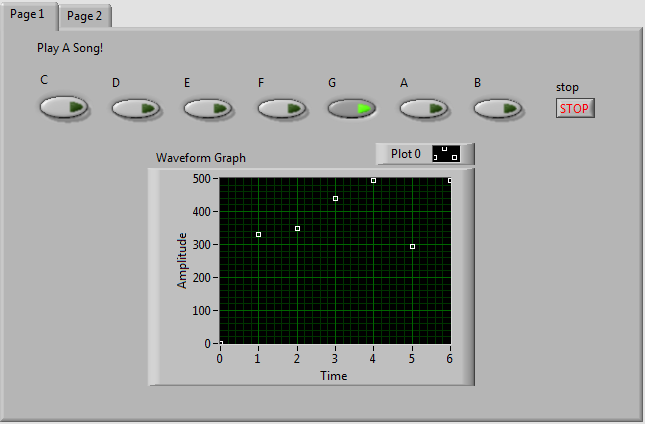 Page 1 Page 2
Play A Song!
C D E F G A B stop
STOP
Waveform Graph Plot 0
500
400
300
200
100
0
Amplitude
0 1 2 3 4 5 6
Time